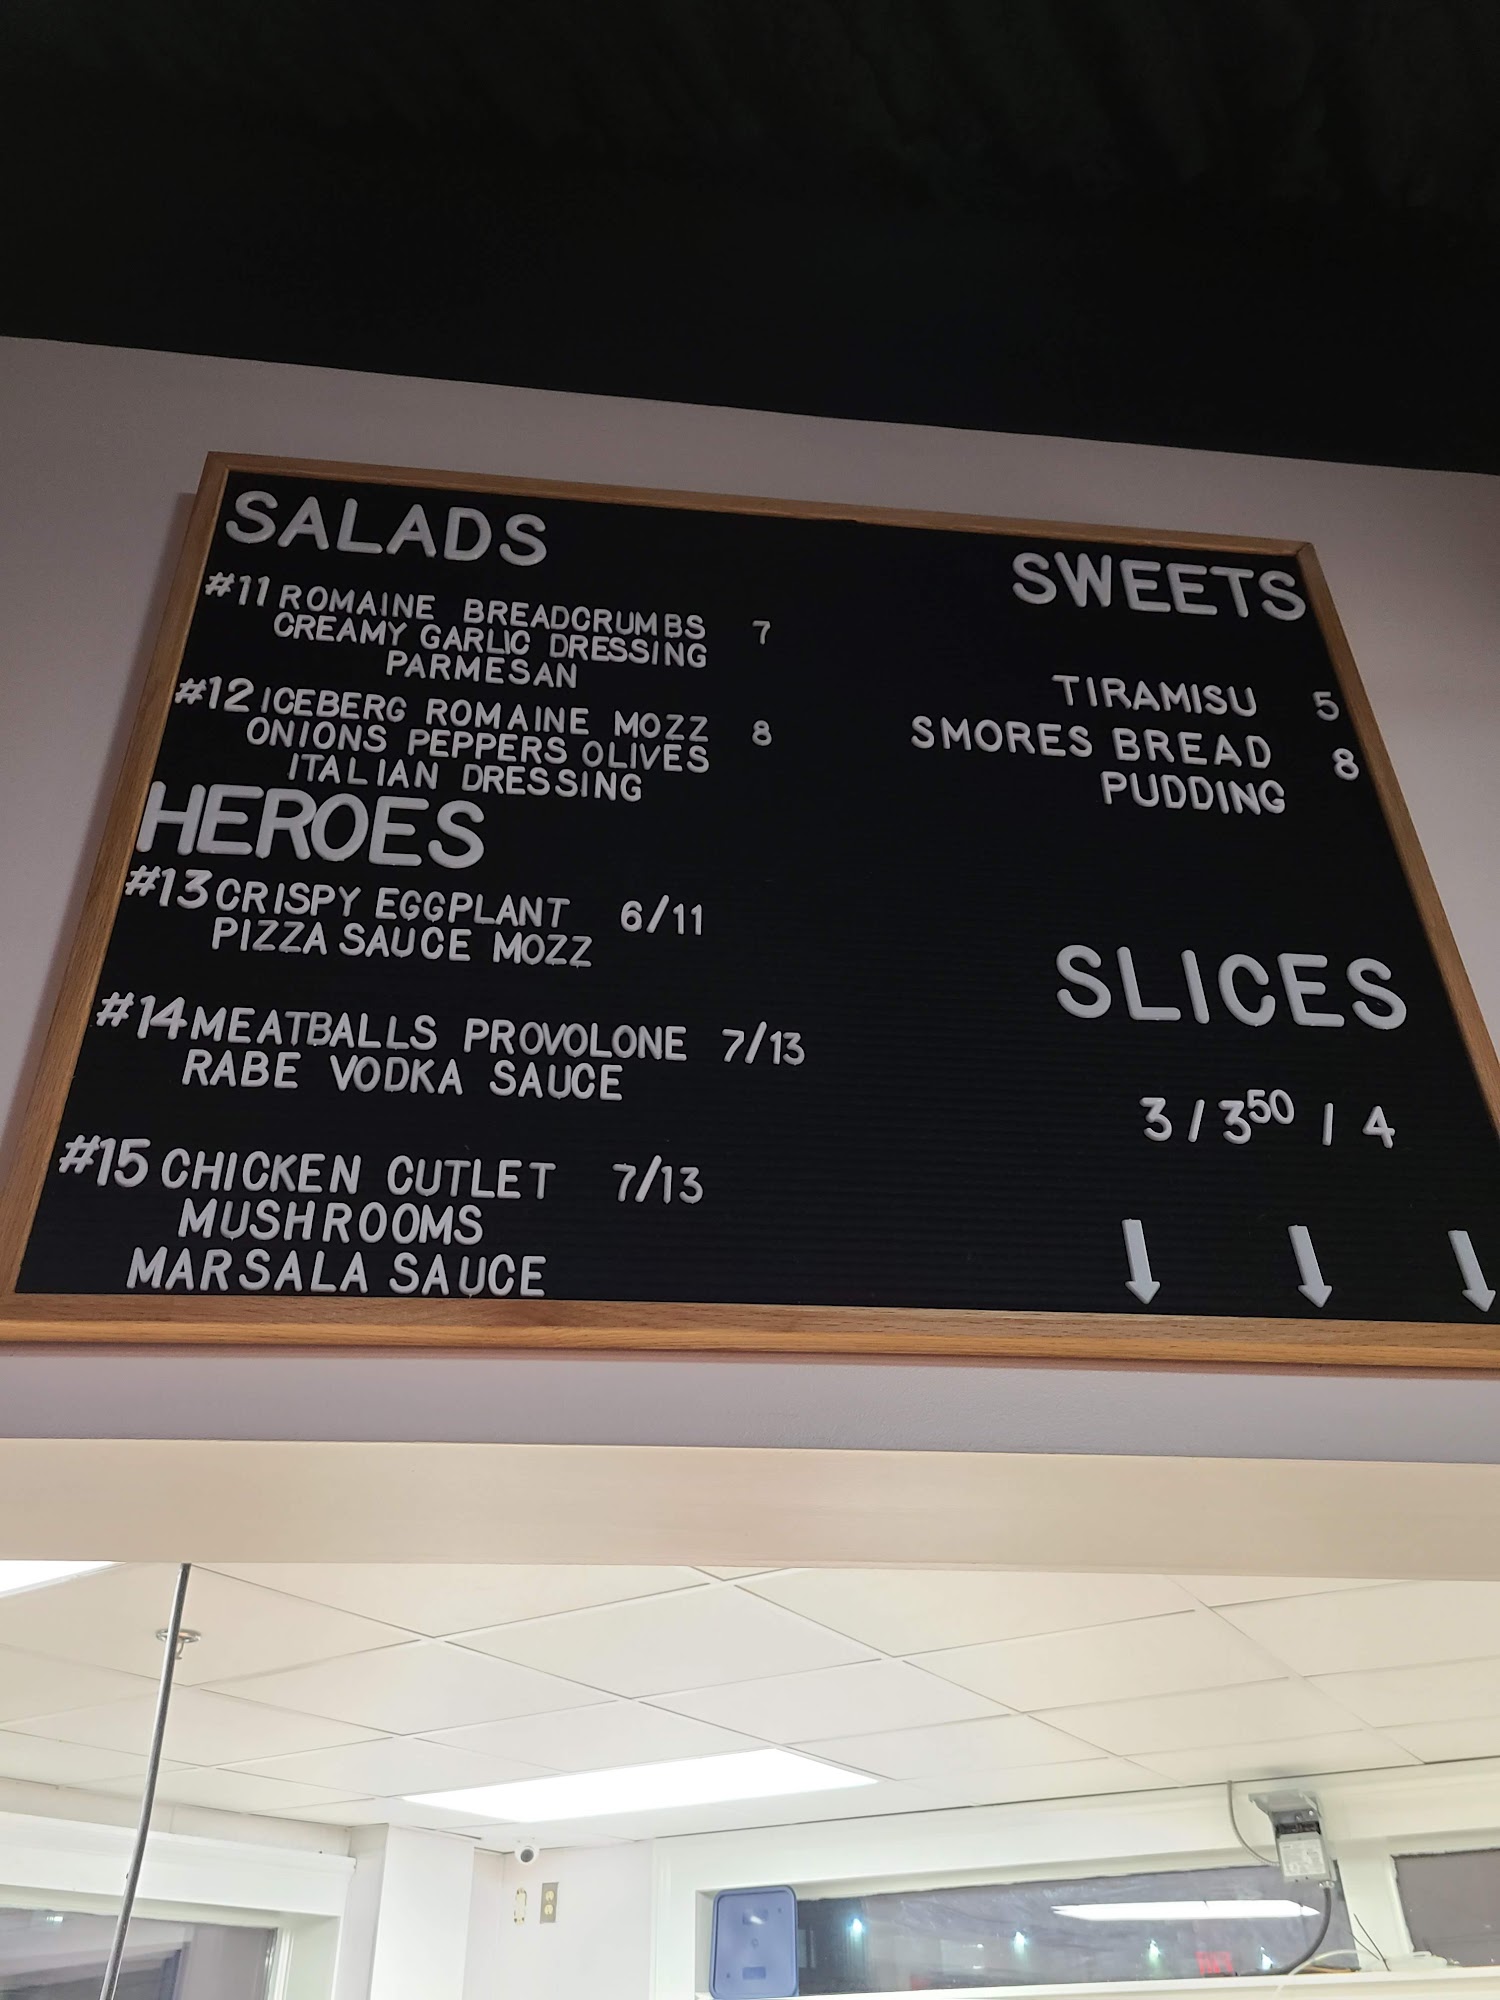 SALADS
#11 ROMAINE BREADCRUMBS 7
CREAMY GARLIC DRESSING
PARMESAN
#12 ICEBERG ROMAINE MOZZ 8
ONIONS PEPPERS OLIVES
ITALIAN DRESSING
HEROES
#13 CRISPY EGGPLANT 6/11
PIZZA SAUCE MOZZ
#14 MEATBALLS PROVOLONE 7/13
RABE VODKA SAUCE
#15 CHICKEN CUTLET 7/13
MUSHROOMS
MARSALA SAUCE
SWEETS
TIRAMISU 5
SMORES BREAD 8
PUDDING
SLICES
3 / 3⁵⁰ / 4